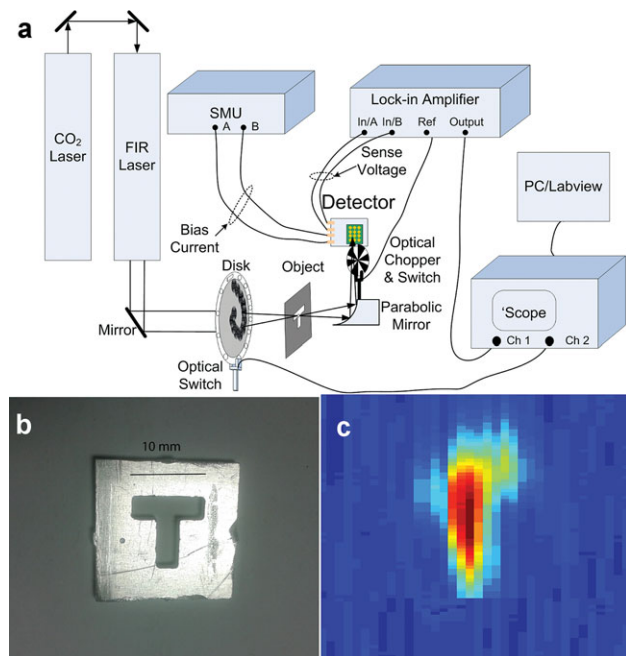 a
CO₂
Laser
FIR
Laser
SMU
A B
Lock-in Amplifier
In/A In/B Ref Output
Sense
Voltage
PC/Labview
Detector
Bias
Current
Optical
Chopper
& Switch
Disk
Object
Mirror
Parabolic
Mirror
'Scope
Ch 1 Ch 2
Optical
Switch
b
10 mm
T
c